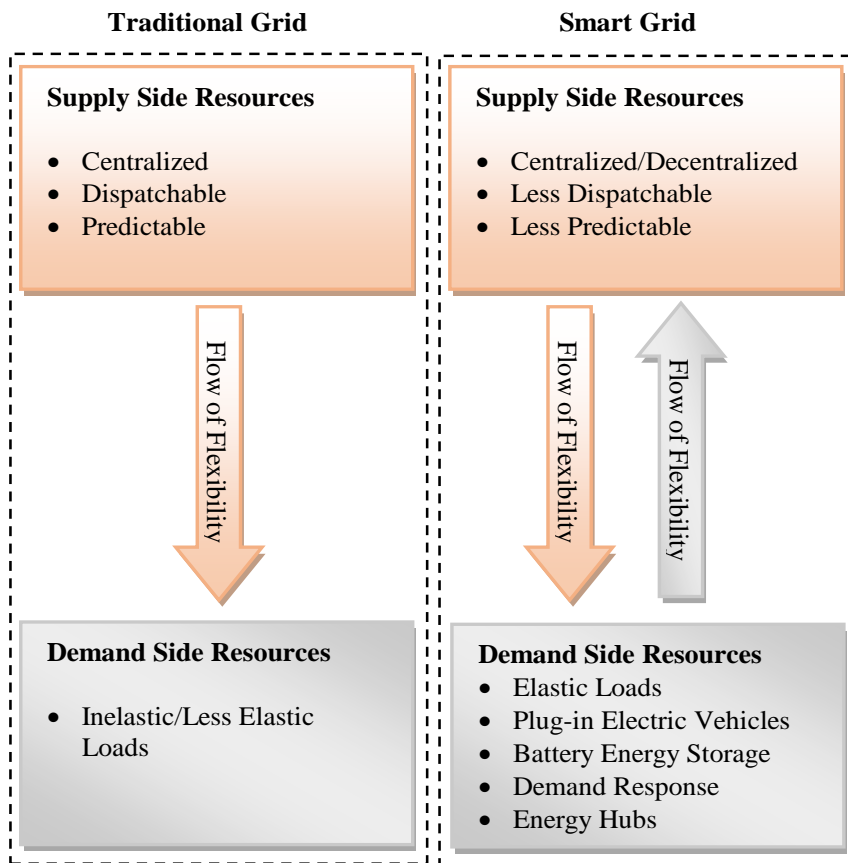 Traditional Grid
Supply Side Resources
• Centralized
• Dispatchable
• Predictable
Flow of Flexibility
Demand Side Resources
• Inelastic/Less Elastic
Loads
Smart Grid
Supply Side Resources
• Centralized/Decentralized
• Less Dispatchable
• Less Predictable
Flow of Flexibility
Flow of Flexibility
Demand Side Resources
• Elastic Loads
• Plug-in Electric Vehicles
• Battery Energy Storage
• Demand Response
• Energy Hubs